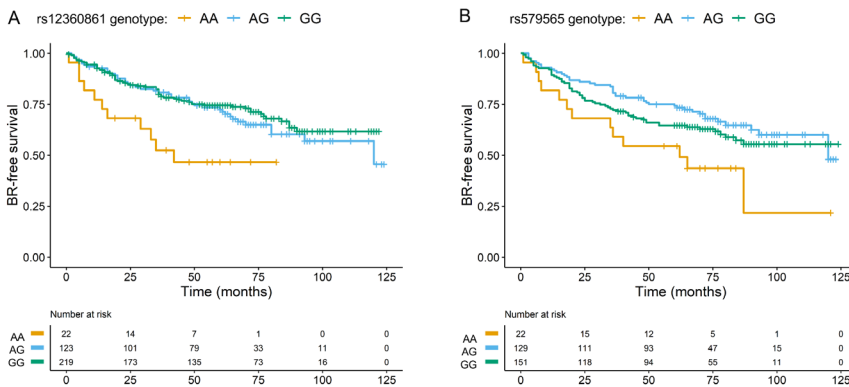 A
rs12360861 genotype: AA AG GG
1.00
0.75
0.50
0.25
0.00
BR-free survival
0 25 50 75 100 125
Time (months)
Number at risk
AA 22 14 7 1 0 0
AG 123 101 79 33 11 0
GG 219 173 135 73 16 0
0 25 50 75 100 125
B
rs579565 genotype: AA AG GG
1.00
0.75
0.50
0.25
0.00
BR-free survival
0 25 50 75 100 125
Time (months)
Number at risk
AA 22 15 12 5 1 0
AG 129 111 93 47 15 0
GG 151 118 94 55 11 0
0 25 50 75 100 125